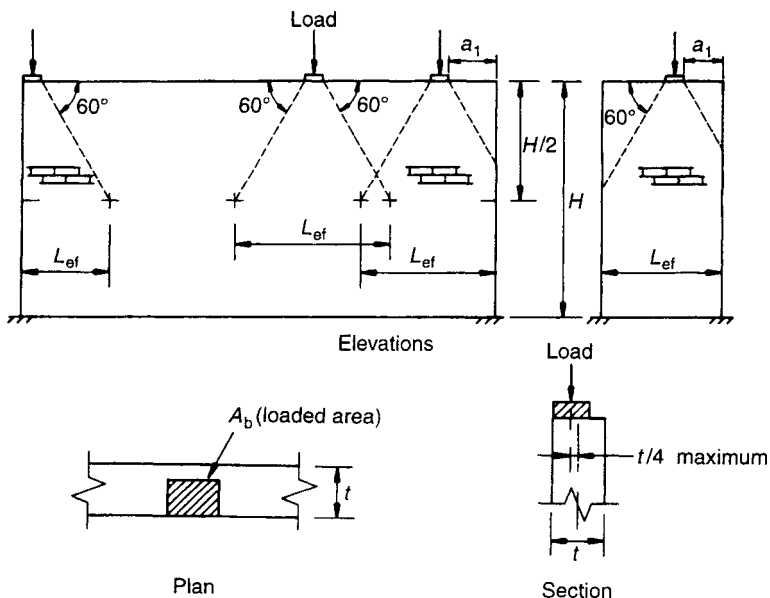 Load
a₁
a₁
60°
60°
60°
60°
H/2
H
L_ef
L_ef
L_ef
L_ef
Elevations
Load
A_b (loaded area)
t/4 maximum
t
t
Plan
Section